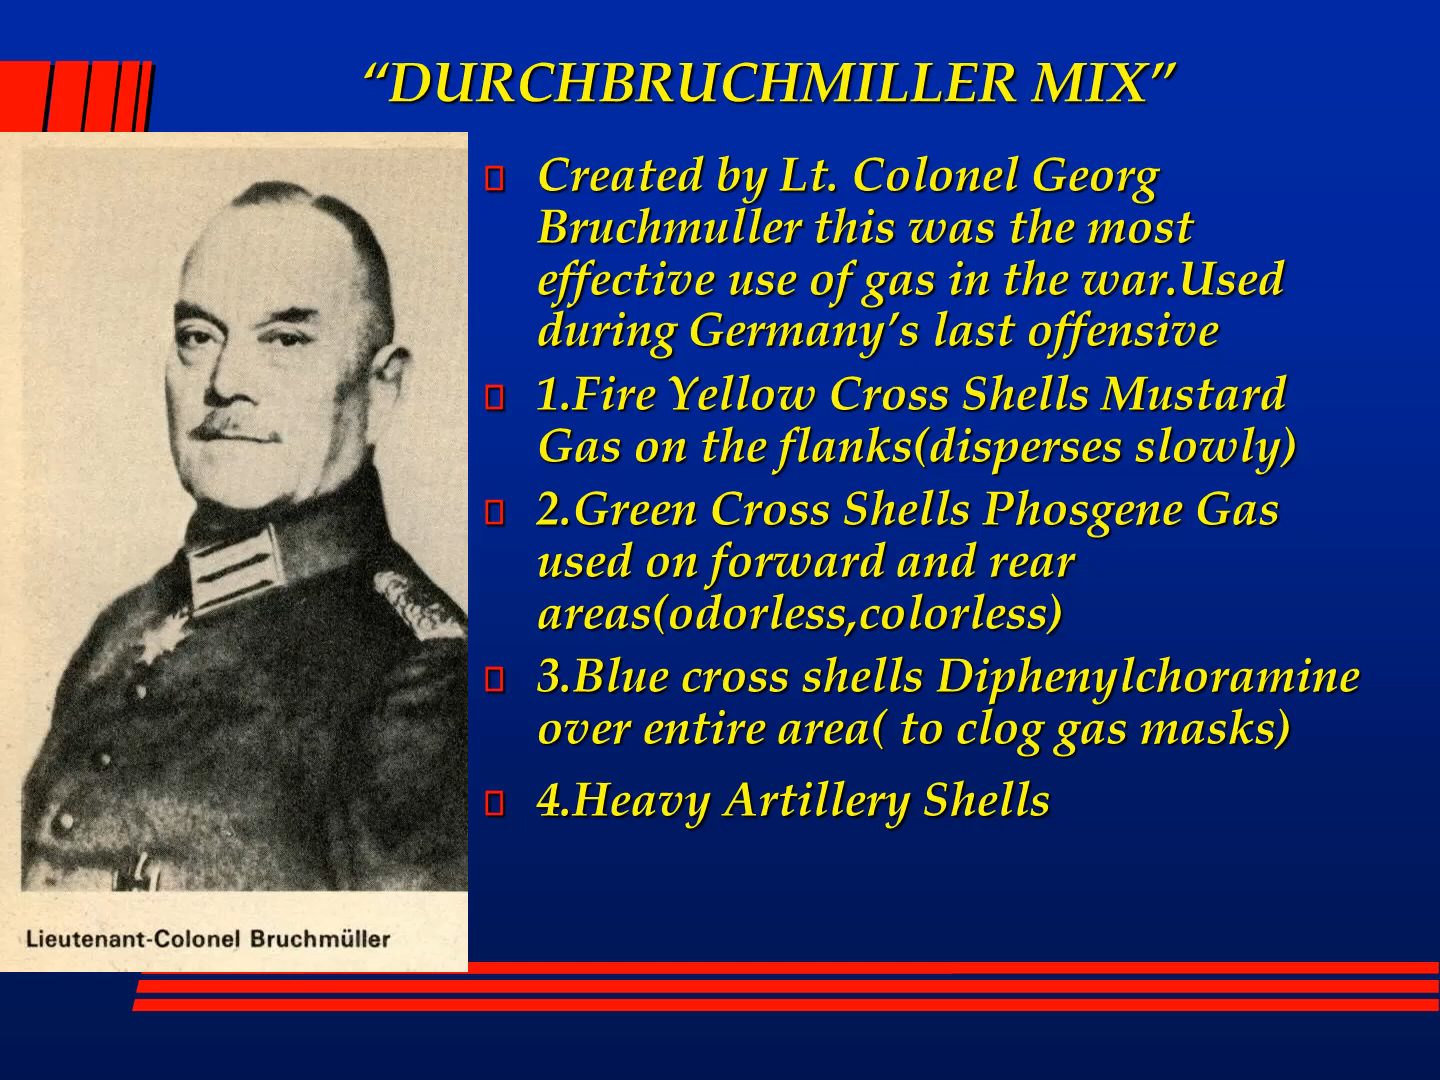 “DURCHBRUCHMILLER MIX”
Created by Lt. Colonel Georg
Bruchmuller this was the most
effective use of gas in the war.Used
during Germany’s last offensive
1.Fire Yellow Cross Shells Mustard
Gas on the flanks(disperses slowly)
2.Green Cross Shells Phosgene Gas
used on forward and rear
areas(odorless,colorless)
3.Blue cross shells Diphenylchoramine
over entire area( to clog gas masks)
4.Heavy Artillery Shells
Lieutenant-Colonel Bruchmüller